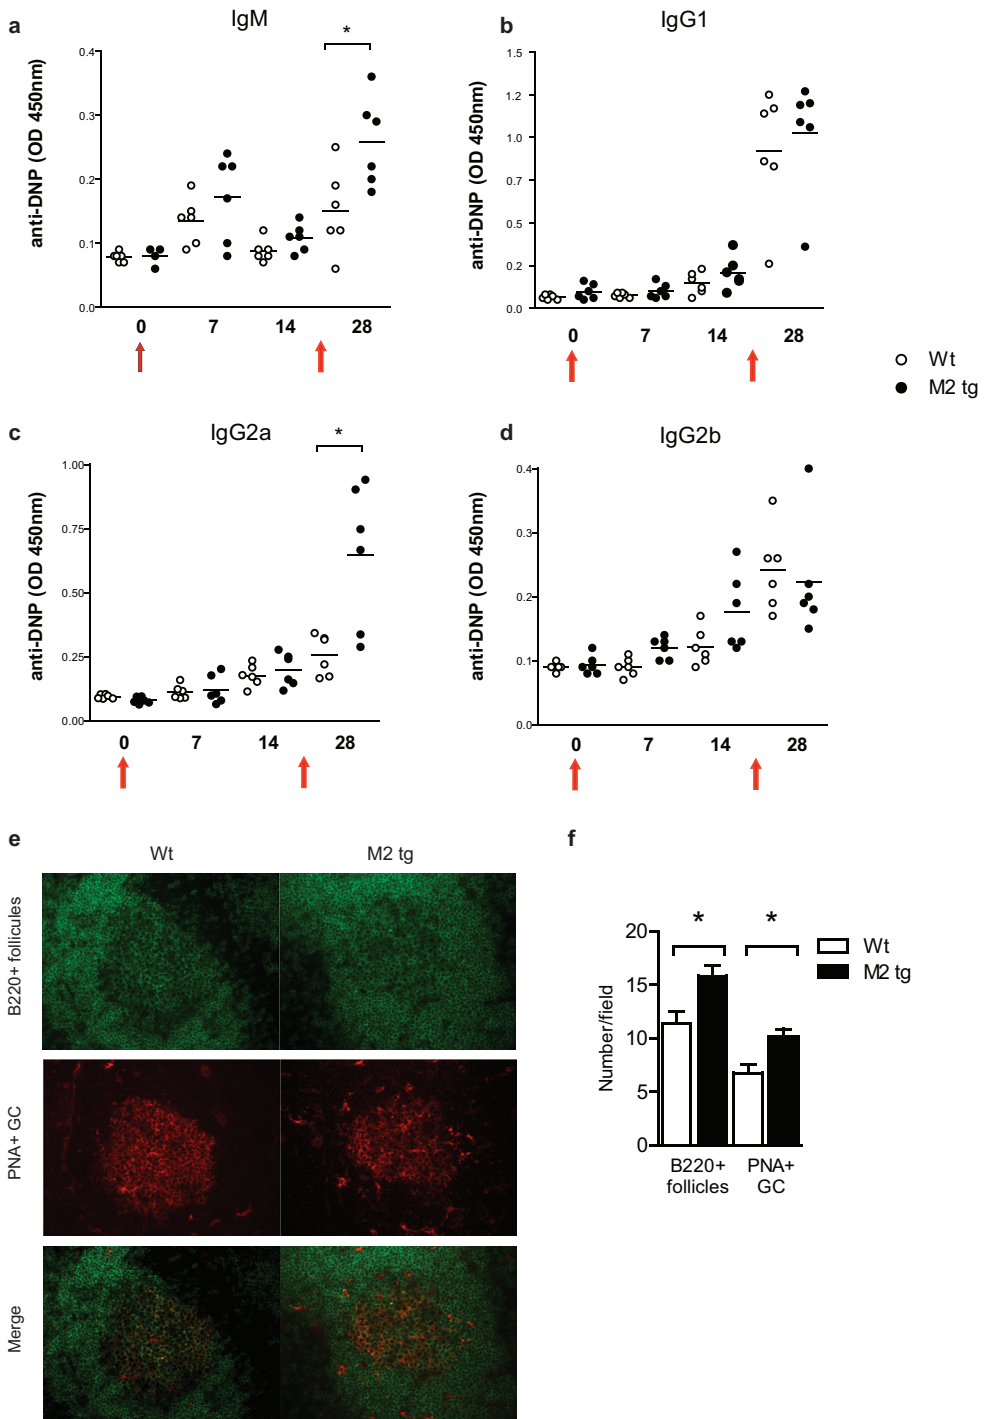 a
IgM
*
anti-DNP (OD 450nm)
0.4
0.3
0.2
0.1
0.0
0 7 14 28
b
IgG1
anti-DNP (OD 450nm)
1.5
1.2
1.0
0.7
0.5
0.2
0.0
0 7 14 28
Wt
M2 tg
c
IgG2a
*
anti-DNP (OD 450nm)
1.00
0.75
0.50
0.25
0.00
0 7 14 28
d
IgG2b
anti-DNP (OD 450nm)
0.4
0.3
0.2
0.1
0.0
0 7 14 28
e
Wt M2 tg
B220+ follicules
PNA+ GC
Merge
f
* *
Number/field
20
15
10
5
0
B220+ PNA+
follicles GC
Wt
M2 tg